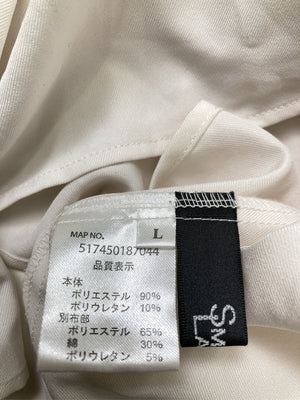 MAP NO.
L
517450187044
品質表示
本体
ポリエステル 90%
ポリウレタン 10%
別布部
ポリエステル 65%
綿 30%
ポリウレタン 5%
SM
LA